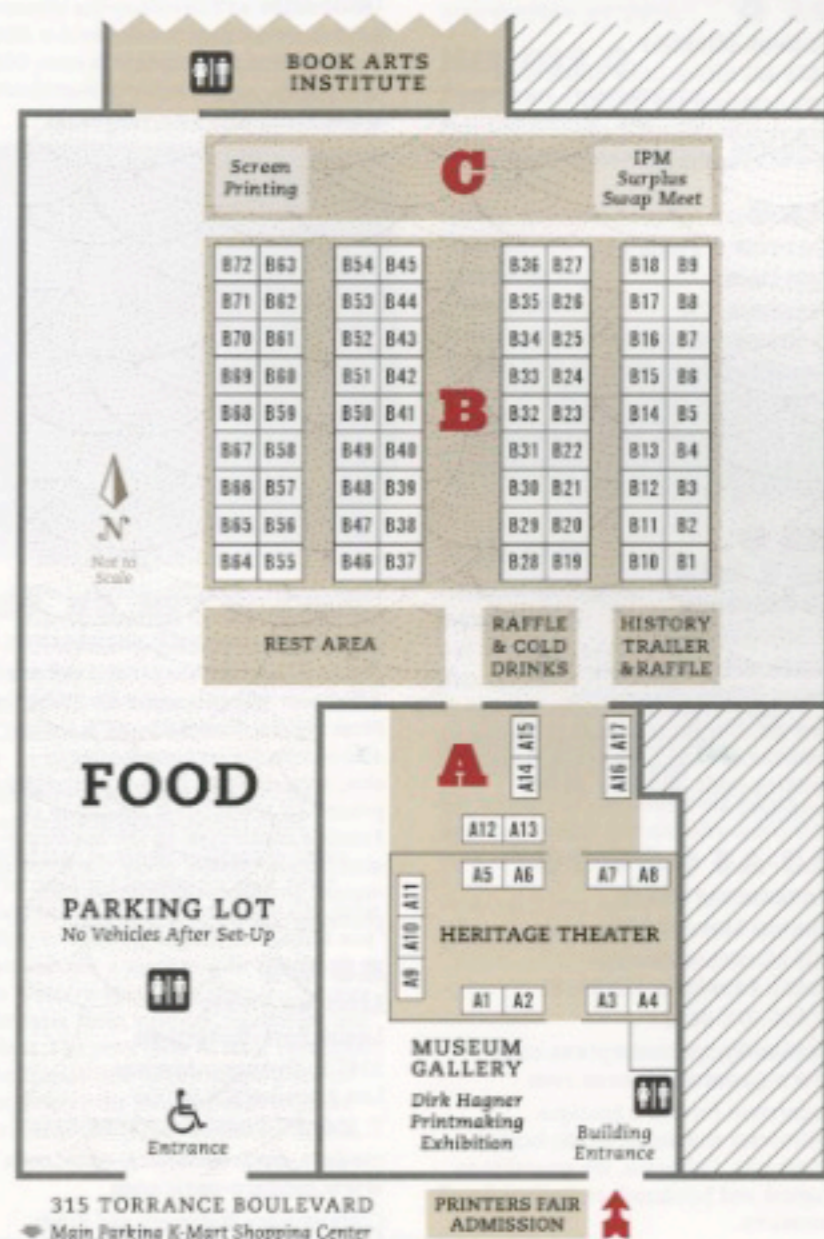 BOOK ARTS
INSTITUTE
Screen
Printing
C
IPM
Surplus
Swap Meet
B72 B63 B54 B45 B36 B27 B18 B9
B71 B62 B53 B44 B35 B26 B17 B8
B70 B61 B52 B43 B34 B25 B16 B7
B69 B60 B51 B42 B33 B24 B15 B6
B68 B59 B50 B41 B32 B23 B14 B5
B67 B58 B49 B40 B31 B22 B13 B4
B66 B57 B48 B39 B30 B21 B12 B3
B65 B56 B47 B38 B29 B20 B11 B2
B64 B55 B46 B37 B28 B19 B10 B1
B
N
Not to
Scale
REST AREA
RAFFLE
& COLD
DRINKS
HISTORY
TRAILER
& RAFFLE
A
A14 A15
A16 A17
A12 A13
A5 A6
A7 A8
A9 A10 A11
HERITAGE THEATER
A1 A2
A3 A4
FOOD
PARKING LOT
No Vehicles After Set-Up
Entrance
MUSEUM
GALLERY
Dirk Hagner
Printmaking
Exhibition
Building
Entrance
315 TORRANCE BOULEVARD
Main Parking K-Mart Shopping Center
PRINTERS FAIR
ADMISSION